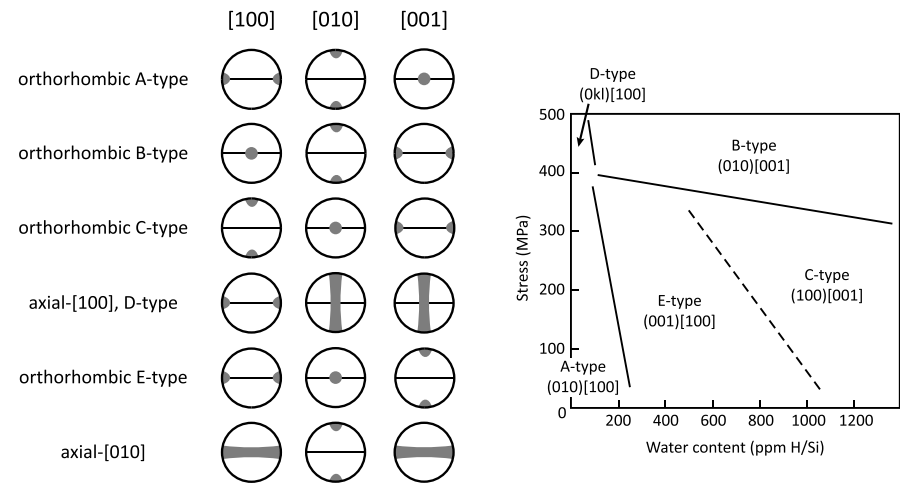 [100] [010] [001]
orthorhombic A-type
orthorhombic B-type
orthorhombic C-type
axial-[100], D-type
orthorhombic E-type
axial-[010]
D-type
(0kl)[100]
B-type
(010)[001]
C-type
(100)[001]
E-type
(001)[100]
A-type
(010)[100]
Stress (MPa)
500
400
300
200
100
0
200 400 600 800 1000 1200
Water content (ppm H/Si)